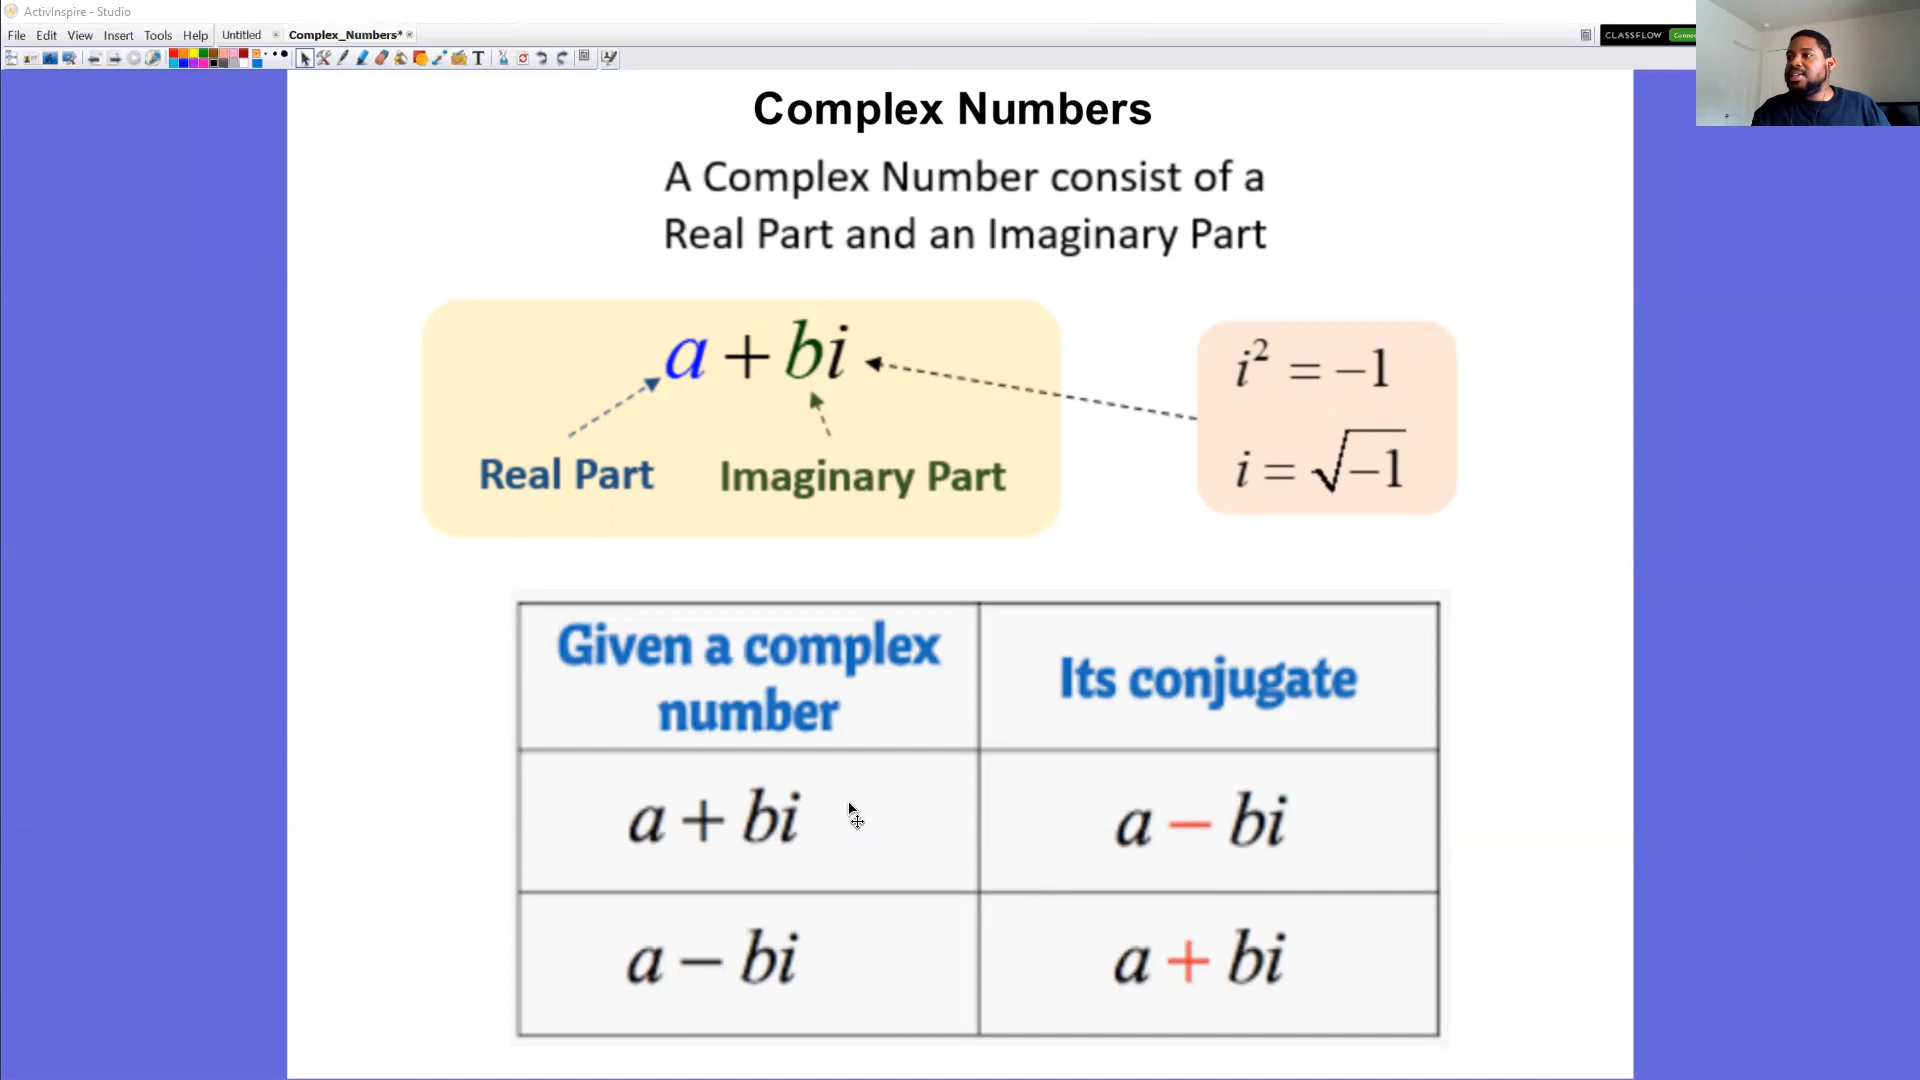 ActivInspire - Studio
File Edit View Insert Tools Help Untitled Complex_Numbers*
CLASSFLOW
Complex Numbers
A Complex Number consist of a
Real Part and an Imaginary Part
a + bi
Real Part Imaginary Part
i² = −1
i = √−1
Given a complex number
Its conjugate
a + bi
a − bi
a − bi
a + bi